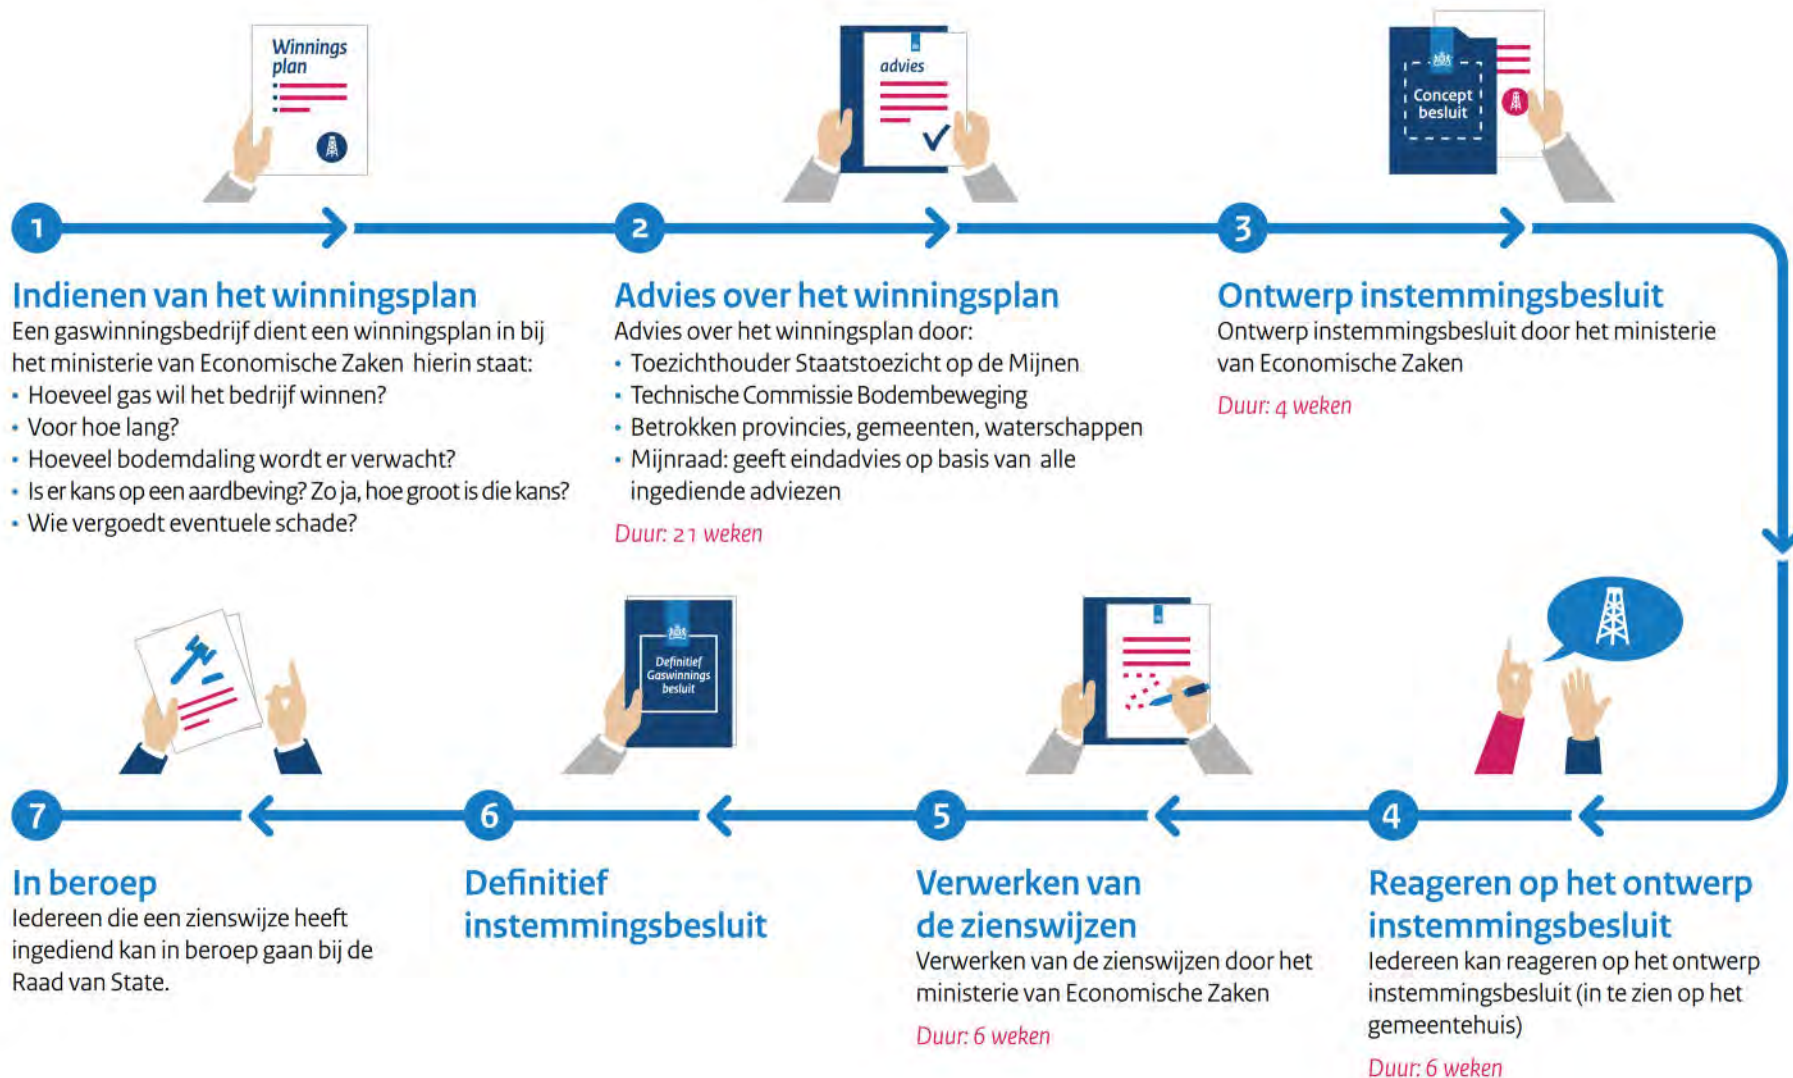 Winnings
plan
advies
Concept
besluit
1
2
3
Indienen van het winningsplan
Een gaswinningsbedrijf dient een winningsplan in bij
het ministerie van Economische Zaken hierin staat:
• Hoeveel gas wil het bedrijf winnen?
• Voor hoe lang?
• Hoeveel bodemdaling wordt er verwacht?
• Is er kans op een aardbeving? Zo ja, hoe groot is die kans?
• Wie vergoedt eventuele schade?
Advies over het winningsplan
Advies over het winningsplan door:
• Toezichthouder Staatstoezicht op de Mijnen
• Technische Commissie Bodembeweging
• Betrokken provincies, gemeenten, waterschappen
• Mijnraad: geeft eindadvies op basis van alle
ingediende adviezen
Duur: 21 weken
Ontwerp instemmingsbesluit
Ontwerp instemmingsbesluit door het ministerie
van Economische Zaken
Duur: 4 weken
4
Reageren op het ontwerp
instemmingsbesluit
Iedereen kan reageren op het ontwerp
instemmingsbesluit (in te zien op het
gemeentehuis)
Duur: 6 weken
5
Verwerken van
de zienswijzen
Verwerken van de zienswijzen door het
ministerie van Economische Zaken
Duur: 6 weken
Definitief
Gaswinnings
besluit
6
Definitief
instemmingsbesluit
7
In beroep
Iedereen die een zienswijze heeft
ingediend kan in beroep gaan bij de
Raad van State.